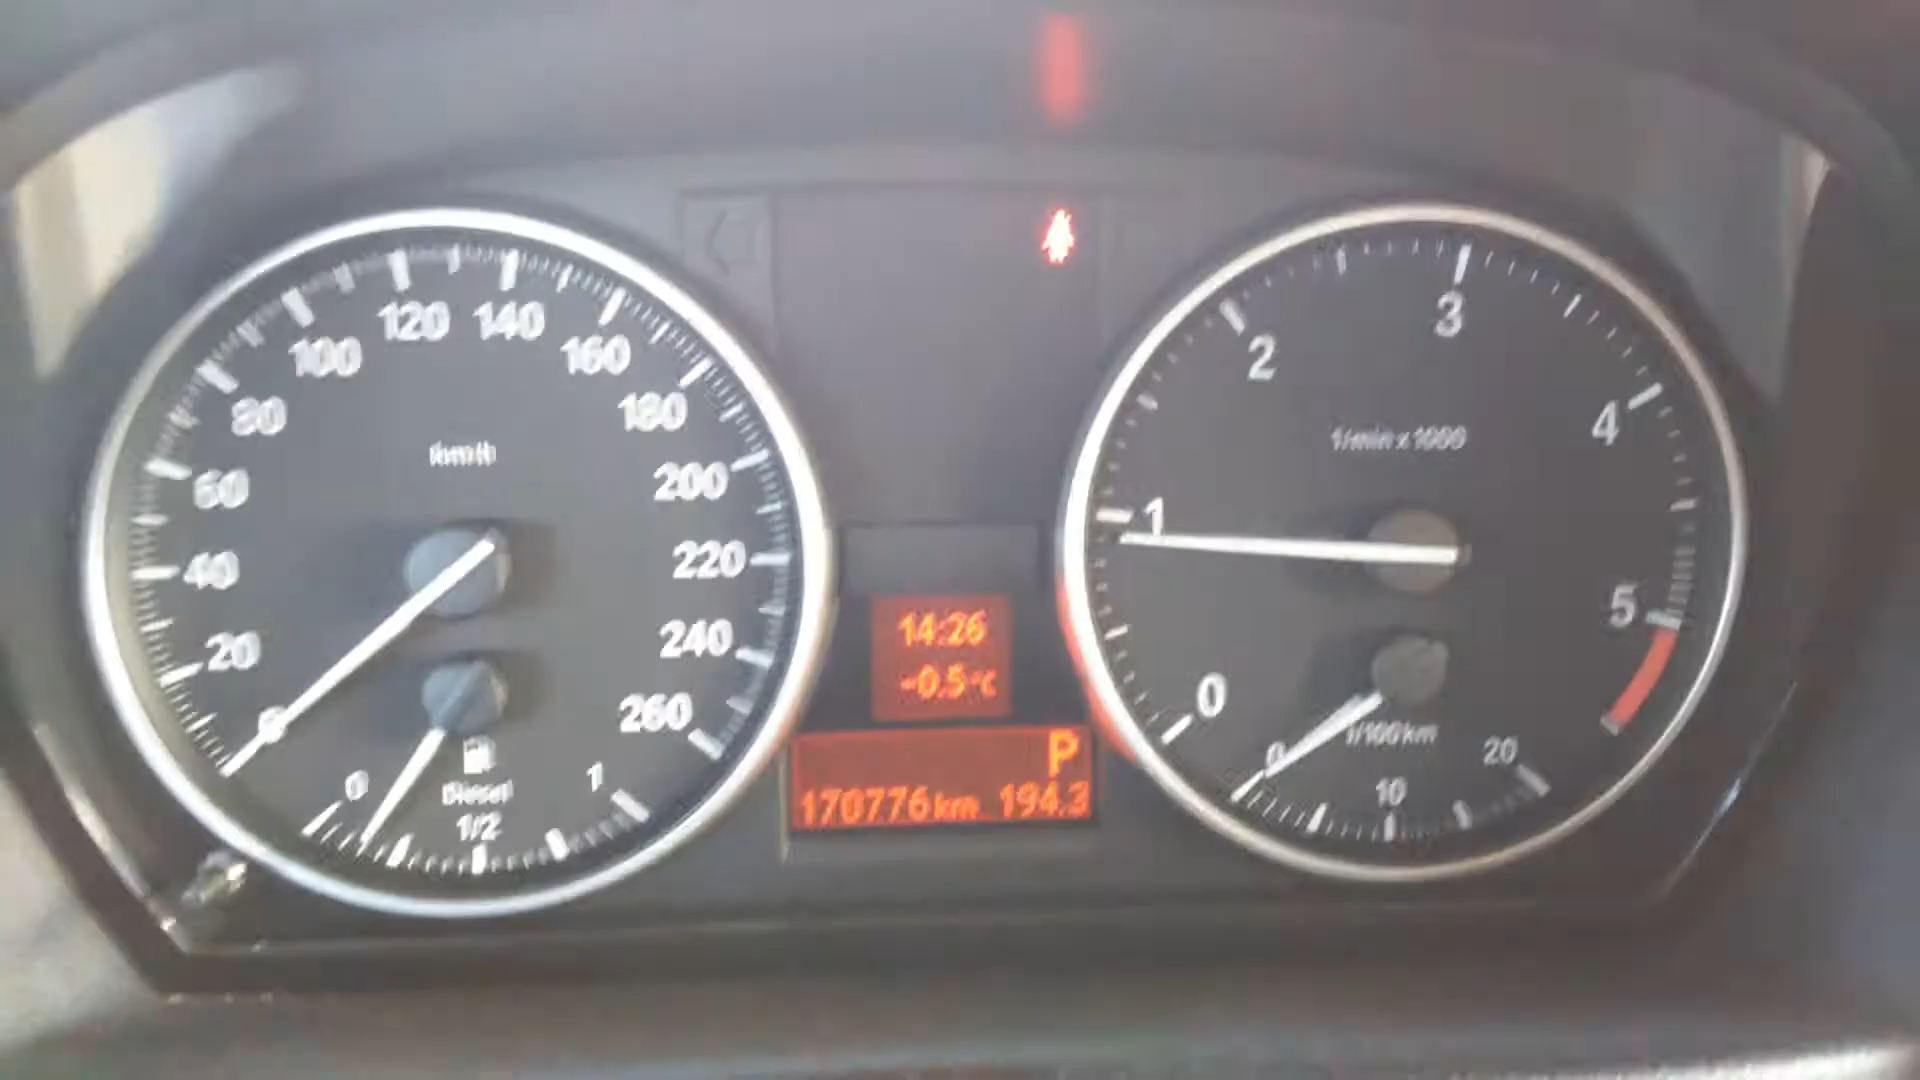 120 140
100 160
80 180
60 200
40 220
20 240
0 260
km/h
0 1
Diesel
1/2
14:26
-0.5°C
P
170776km 194.3
3
2 4
1 5
0
1/min x 1000
l/100km
0 10 20